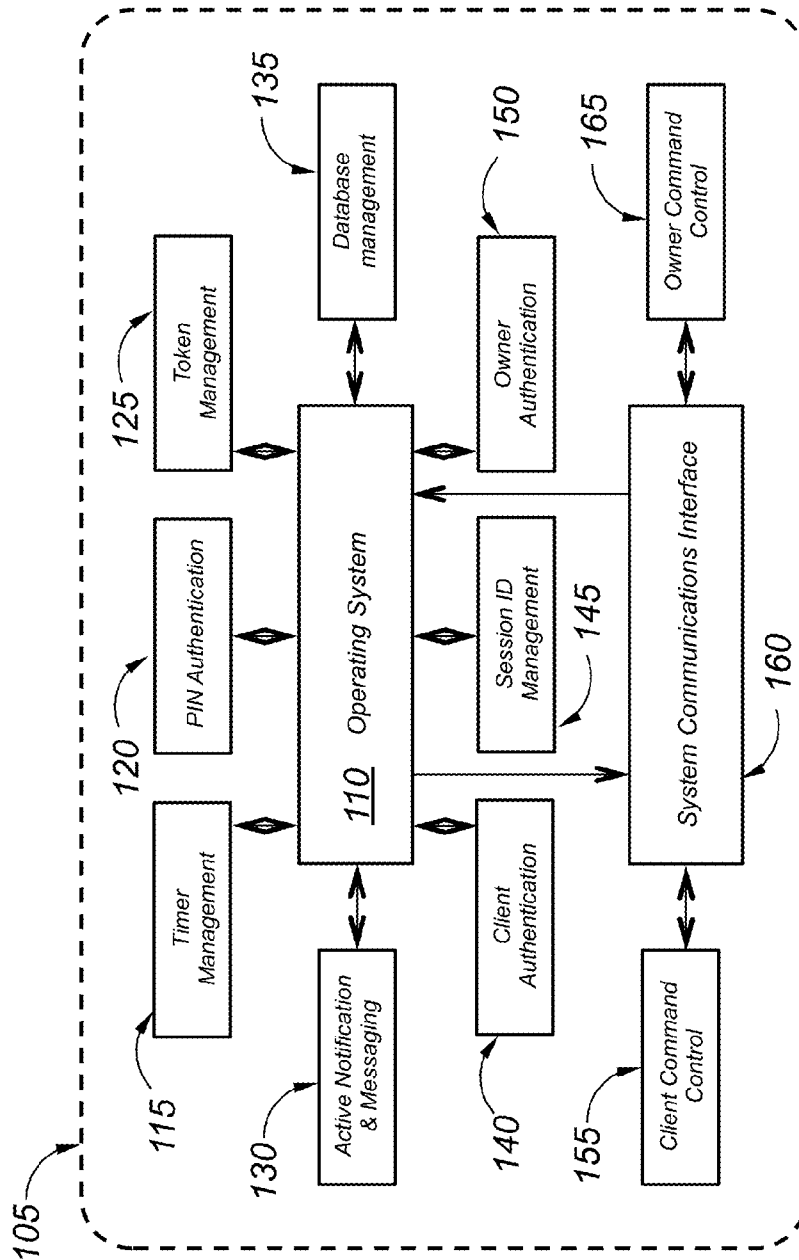 105
115
Timer
Management
120
PIN Authentication
125
Token
Management
130
Active Notification
& Messaging
110 Operating System
135
Database
management
140
Client
Authentication
Session ID
Management
145
150
Owner
Authentication
155
Client Command
Control
System Communications Interface
160
165
Owner Command
Control